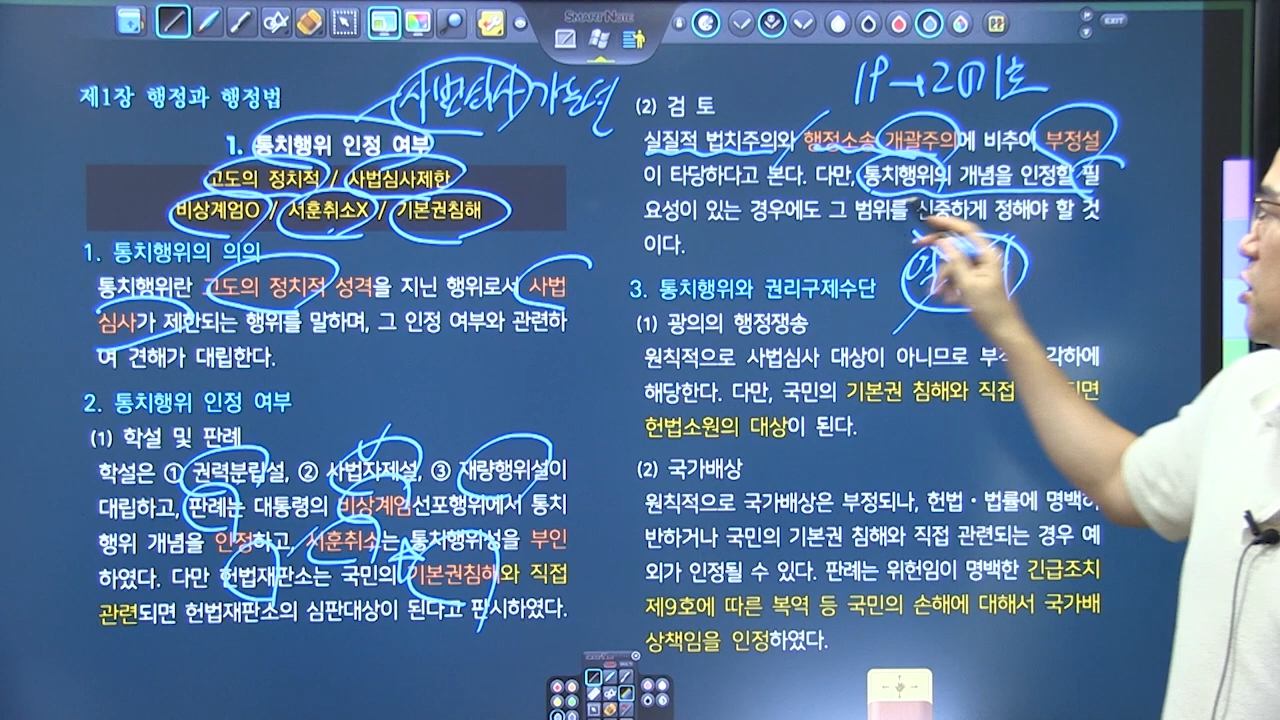 SMARTNOTE
EXIT
제1장 행정과 행정법
사법심사 가능성
1. 통치행위 인정 여부
고도의 정치적 / 사법심사제한
비상계엄O / 서훈취소X / 기본권침해
1. 통치행위의 의의
통치행위란 고도의 정치적 성격을 지닌 행위로서 사법
심사가 제한되는 행위를 말하며, 그 인정 여부와 관련하
여 견해가 대립한다.
2. 통치행위 인정 여부
(1) 학설 및 판례
학설은 ① 권력분립설, ② 사법자제설, ③ 재량행위설이
대립하고, 판례는 대통령의 비상계엄선포행위에서 통치
행위 개념을 인정하고, 서훈취소는 통치행위성을 부인
하였다. 다만 헌법재판소는 국민의 기본권침해와 직접
관련되면 헌법재판소의 심판대상이 된다고 판시하였다.
(2) 검 토
실질적 법치주의와 행정소송 개괄주의에 비추어 부정설
이 타당하다고 본다. 다만, 통치행위의 개념을 인정할 필
요성이 있는 경우에도 그 범위를 신중하게 정해야 할 것
이다.
3. 통치행위와 권리구제수단
(1) 광의의 행정쟁송
원칙적으로 사법심사 대상이 아니므로 각하에
해당한다. 다만, 국민의 기본권 침해와 직접
헌법소원의 대상이 된다.
(2) 국가배상
원칙적으로 국가배상은 부정되나, 헌법·법률에 명백히
반하거나 국민의 기본권 침해와 직접 관련되는 경우 예
외가 인정될 수 있다. 판례는 위헌임이 명백한 긴급조치
제9호에 따른 복역 등 국민의 손해에 대해서 국가배
상책임을 인정하였다.